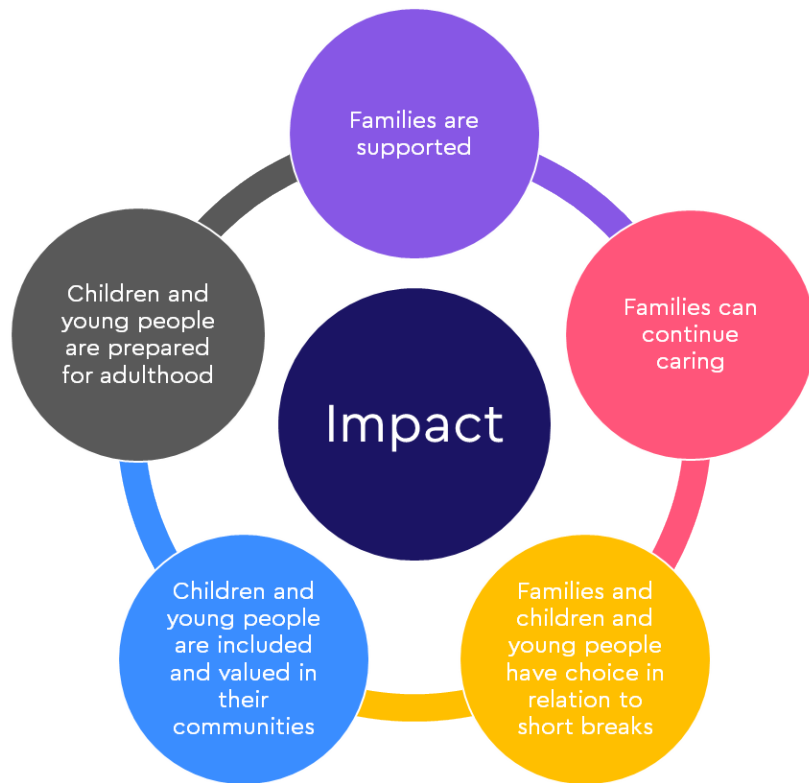 Families are
supported
Families can
continue
caring
Families and
children and
young people
have choice in
relation to
short breaks
Children and
young people
are included
and valued in
their
communities
Children and
young people
are prepared
for adulthood
Impact